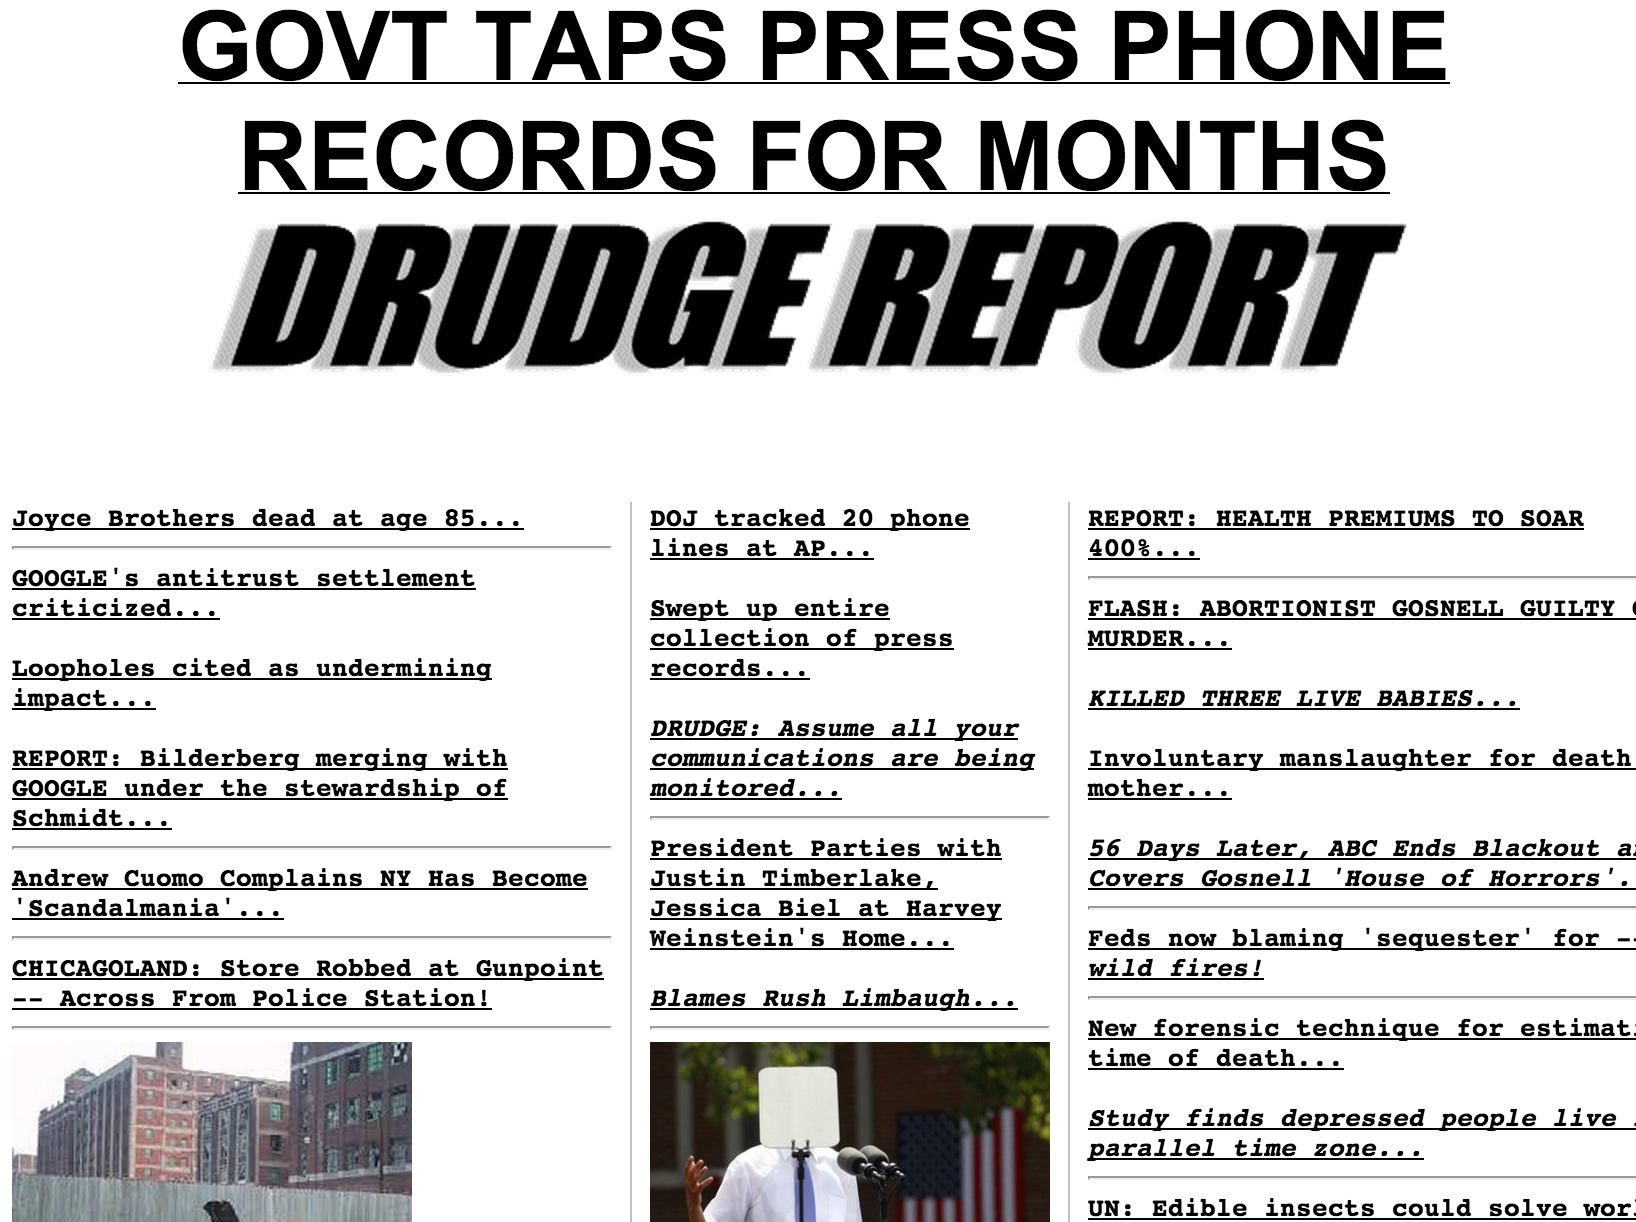 GOVT TAPS PRESS PHONE
RECORDS FOR MONTHS
DRUDGE REPORT
Joyce Brothers dead at age 85...
GOOGLE's antitrust settlement
criticized...
Loopholes cited as undermining
impact...
REPORT: Bilderberg merging with
GOOGLE under the stewardship of
Schmidt...
Andrew Cuomo Complains NY Has Become
'Scandalmania'...
CHICAGOLAND: Store Robbed at Gunpoint
-- Across From Police Station!
DOJ tracked 20 phone
lines at AP...
Swept up entire
collection of press
records...
DRUDGE: Assume all your
communications are being
monitored...
President Parties with
Justin Timberlake,
Jessica Biel at Harvey
Weinstein's Home...
Blames Rush Limbaugh...
REPORT: HEALTH PREMIUMS TO SOAR
400%...
FLASH: ABORTIONIST GOSNELL GUILTY
MURDER...
KILLED THREE LIVE BABIES...
Involuntary manslaughter for death
mother...
56 Days Later, ABC Ends Blackout
Covers Gosnell 'House of Horrors'.
Feds now blaming 'sequester' for --
wild fires!
New forensic technique for
time of death...
Study finds depressed people live
parallel time zone...
UN: Edible insects could solve